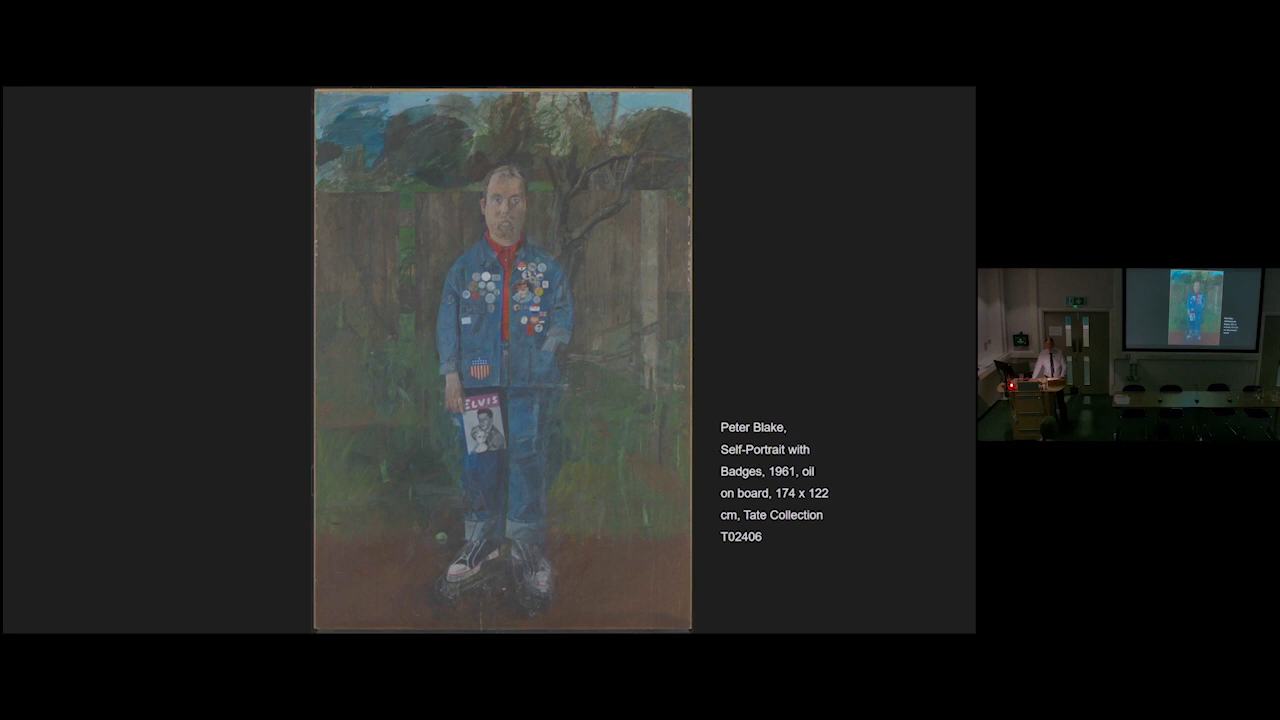 ELVIS
Peter Blake,
Self-Portrait with
Badges, 1961, oil
on board, 174 x 122
cm, Tate Collection
T02406